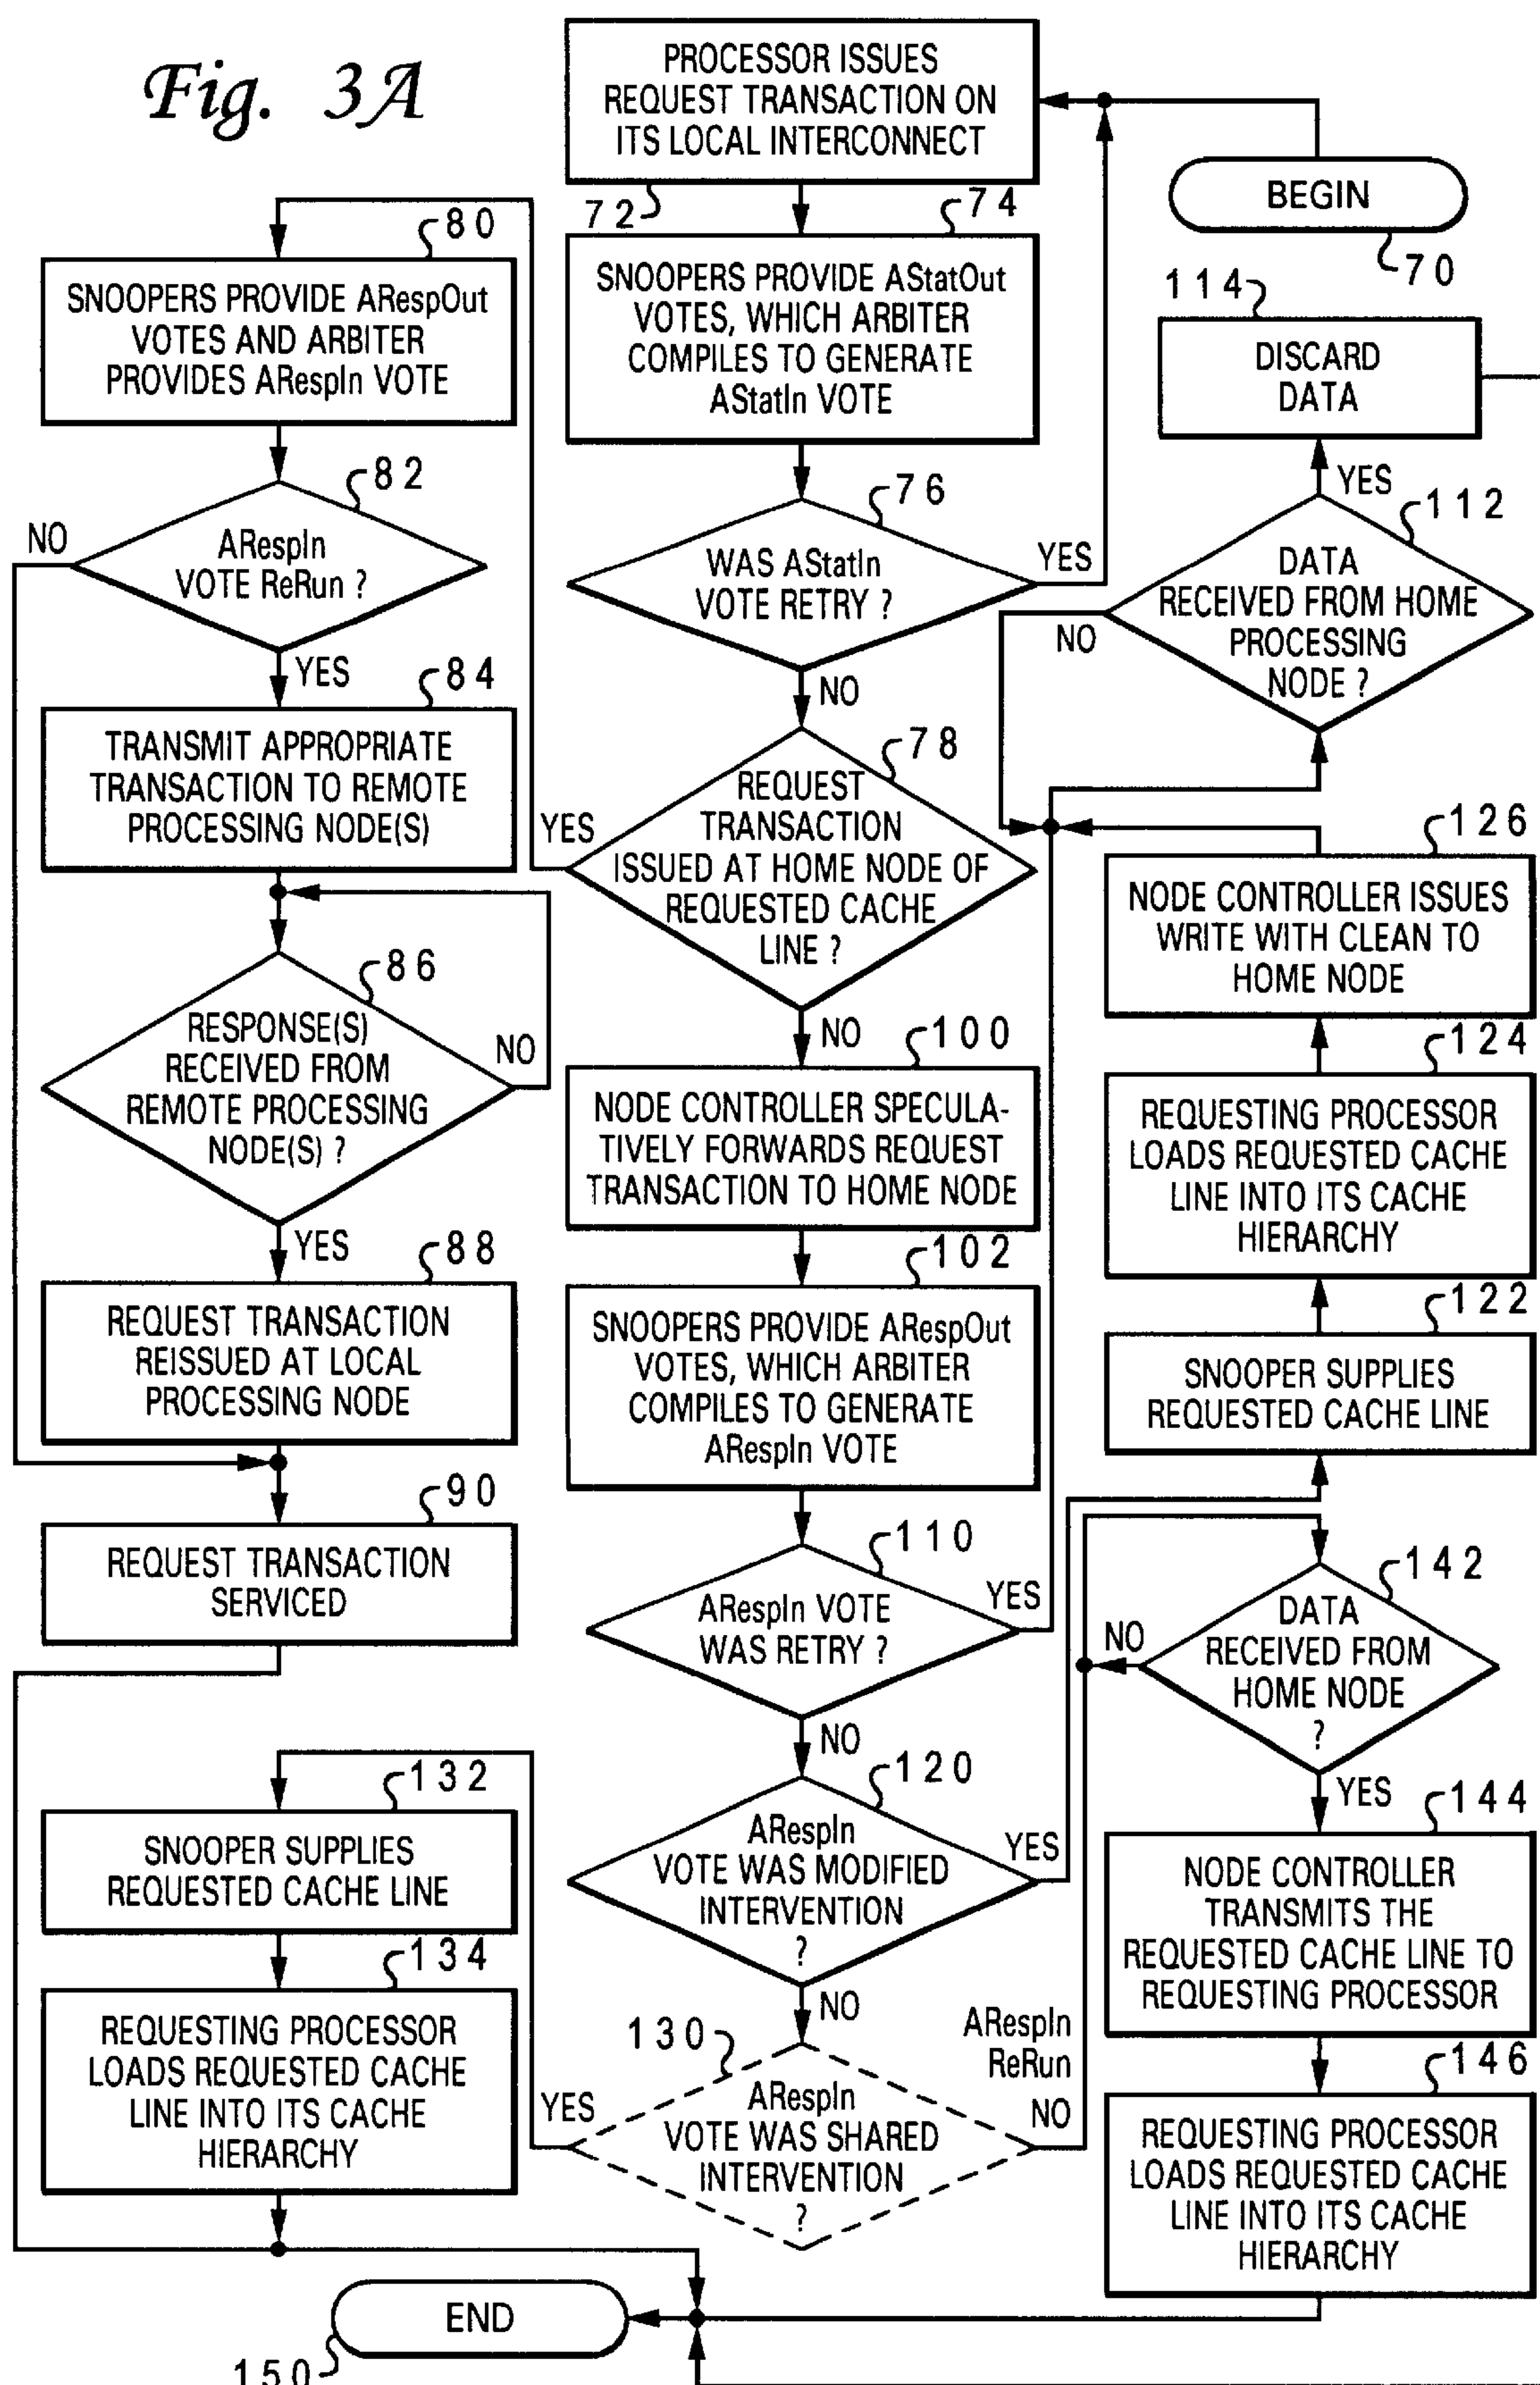 Fig. 3A
PROCESSOR ISSUES
REQUEST TRANSACTION ON
ITS LOCAL INTERCONNECT
72
BEGIN
70
74
SNOOPERS PROVIDE AStatOut
VOTES, WHICH ARBITER
COMPILES TO GENERATE
AStatIn VOTE
76
WAS AStatIn
VOTE RETRY ?
YES
NO
78
REQUEST
TRANSACTION
ISSUED AT HOME NODE OF
REQUESTED CACHE
LINE ?
YES
NO
80
SNOOPERS PROVIDE ARespOut
VOTES AND ARBITER
PROVIDES ARespIn VOTE
82
ARespIn
VOTE ReRun ?
NO
YES
84
TRANSMIT APPROPRIATE
TRANSACTION TO REMOTE
PROCESSING NODE(S)
86
RESPONSE(S)
RECEIVED FROM
REMOTE PROCESSING
NODE(S) ?
NO
YES
88
REQUEST TRANSACTION
REISSUED AT LOCAL
PROCESSING NODE
90
REQUEST TRANSACTION
SERVICED
100
NODE CONTROLLER SPECULA-
TIVELY FORWARDS REQUEST
TRANSACTION TO HOME NODE
102
SNOOPERS PROVIDE ARespOut
VOTES, WHICH ARBITER
COMPILES TO GENERATE
ARespIn VOTE
110
ARespIn VOTE
WAS RETRY ?
YES
NO
114
DISCARD
DATA
YES
112
DATA
RECEIVED FROM HOME
PROCESSING
NODE ?
NO
120
ARespIn
VOTE WAS MODIFIED
INTERVENTION
?
YES
NO
126
NODE CONTROLLER ISSUES
WRITE WITH CLEAN TO
HOME NODE
124
REQUESTING PROCESSOR
LOADS REQUESTED CACHE
LINE INTO ITS CACHE
HIERARCHY
122
SNOOPER SUPPLIES
REQUESTED CACHE LINE
130
ARespIn
VOTE WAS SHARED
INTERVENTION
?
YES
ARespIn
ReRun
NO
132
SNOOPER SUPPLIES
REQUESTED CACHE LINE
134
REQUESTING PROCESSOR
LOADS REQUESTED CACHE
LINE INTO ITS CACHE
HIERARCHY
142
DATA
RECEIVED FROM
HOME NODE
?
NO
YES
144
NODE CONTROLLER
TRANSMITS THE
REQUESTED CACHE LINE TO
REQUESTING PROCESSOR
146
REQUESTING PROCESSOR
LOADS REQUESTED CACHE
LINE INTO ITS CACHE
HIERARCHY
END
150